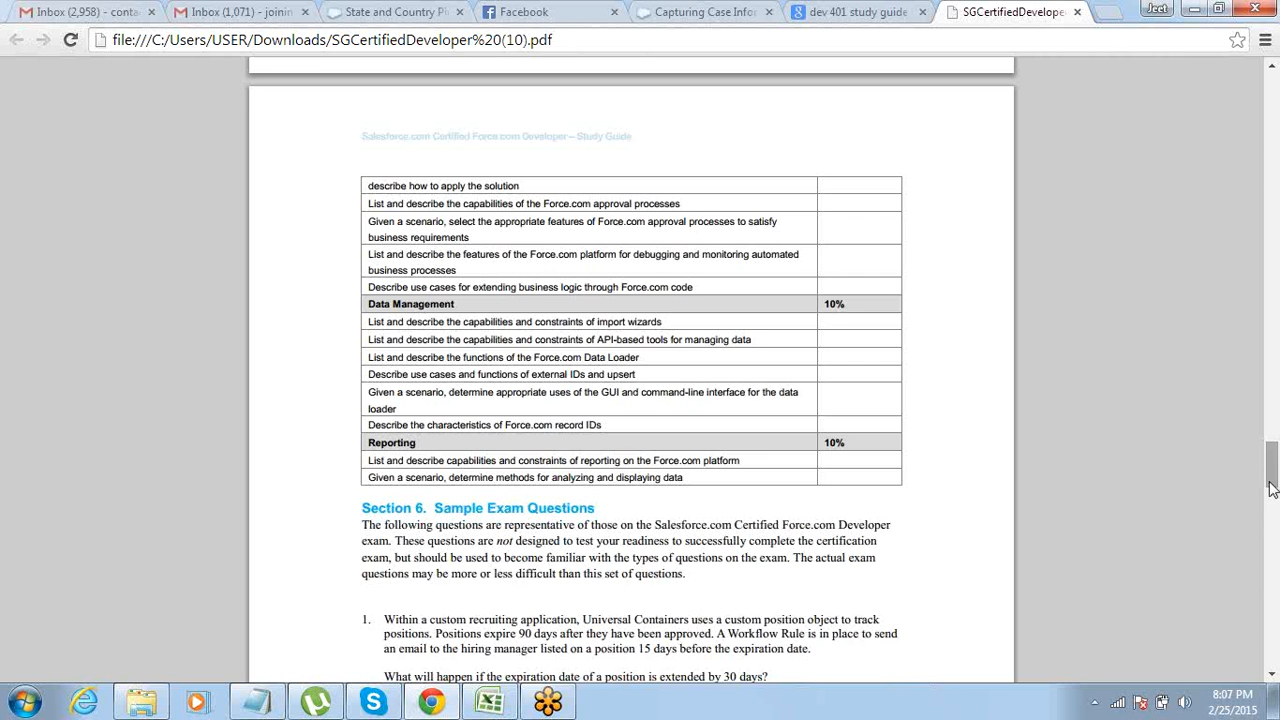 Inbox (2,958) - conta
Inbox (1,071) - joinin
State and Country Pi
Facebook
Capturing Case Infor
dev 401 study guide
SGCertifiedDevelope
Jeet
file:///C:/Users/USER/Downloads/SGCertifiedDeveloper%20(10).pdf
Salesforce.com Certified Force.com Developer – Study Guide
describe how to apply the solution
List and describe the capabilities of the Force.com approval processes
Given a scenario, select the appropriate features of Force.com approval processes to satisfy
business requirements
List and describe the features of the Force.com platform for debugging and monitoring automated
business processes
Describe use cases for extending business logic through Force.com code
Data Management 10%
List and describe the capabilities and constraints of import wizards
List and describe the capabilities and constraints of API-based tools for managing data
List and describe the functions of the Force.com Data Loader
Describe use cases and functions of external IDs and upsert
Given a scenario, determine appropriate uses of the GUI and command-line interface for the data
loader
Describe the characteristics of Force.com record IDs
Reporting 10%
List and describe capabilities and constraints of reporting on the Force.com platform
Given a scenario, determine methods for analyzing and displaying data
Section 6. Sample Exam Questions
The following questions are representative of those on the Salesforce.com Certified Force.com Developer
exam. These questions are not designed to test your readiness to successfully complete the certification
exam, but should be used to become familiar with the types of questions on the exam. The actual exam
questions may be more or less difficult than this set of questions.
1. Within a custom recruiting application, Universal Containers uses a custom position object to track
positions. Positions expire 90 days after they have been approved. A Workflow Rule is in place to send
an email to the hiring manager listed on a position 15 days before the expiration date.
What will happen if the expiration date of a position is extended by 30 days?
8:07 PM
2/25/2015